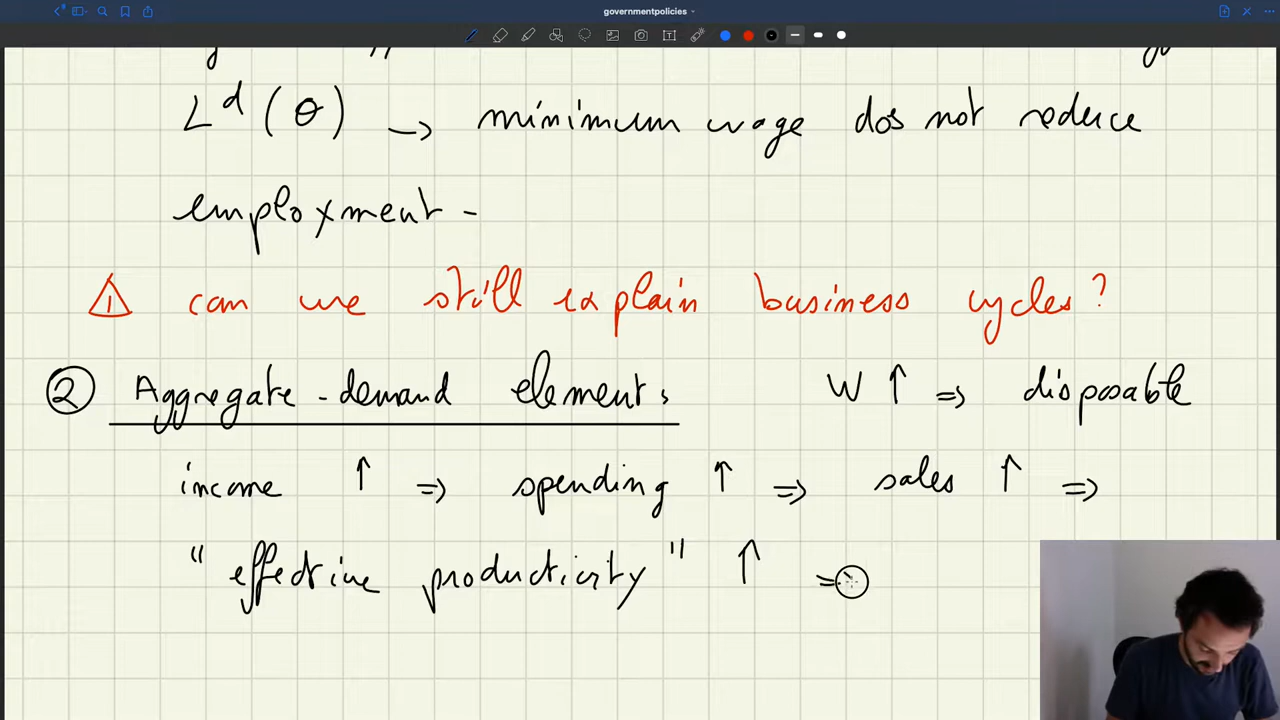 governmentpolicies
L^d (θ) → minimum wage dos not reduce
employment -
⚠ can we still explain business cycles?
② Aggregate-demand elements W ↑ ⇒ disposable
income ↑ ⇒ spending ↑ ⇒ sales ↑ ⇒
"effective productivity" ↑ ⇒